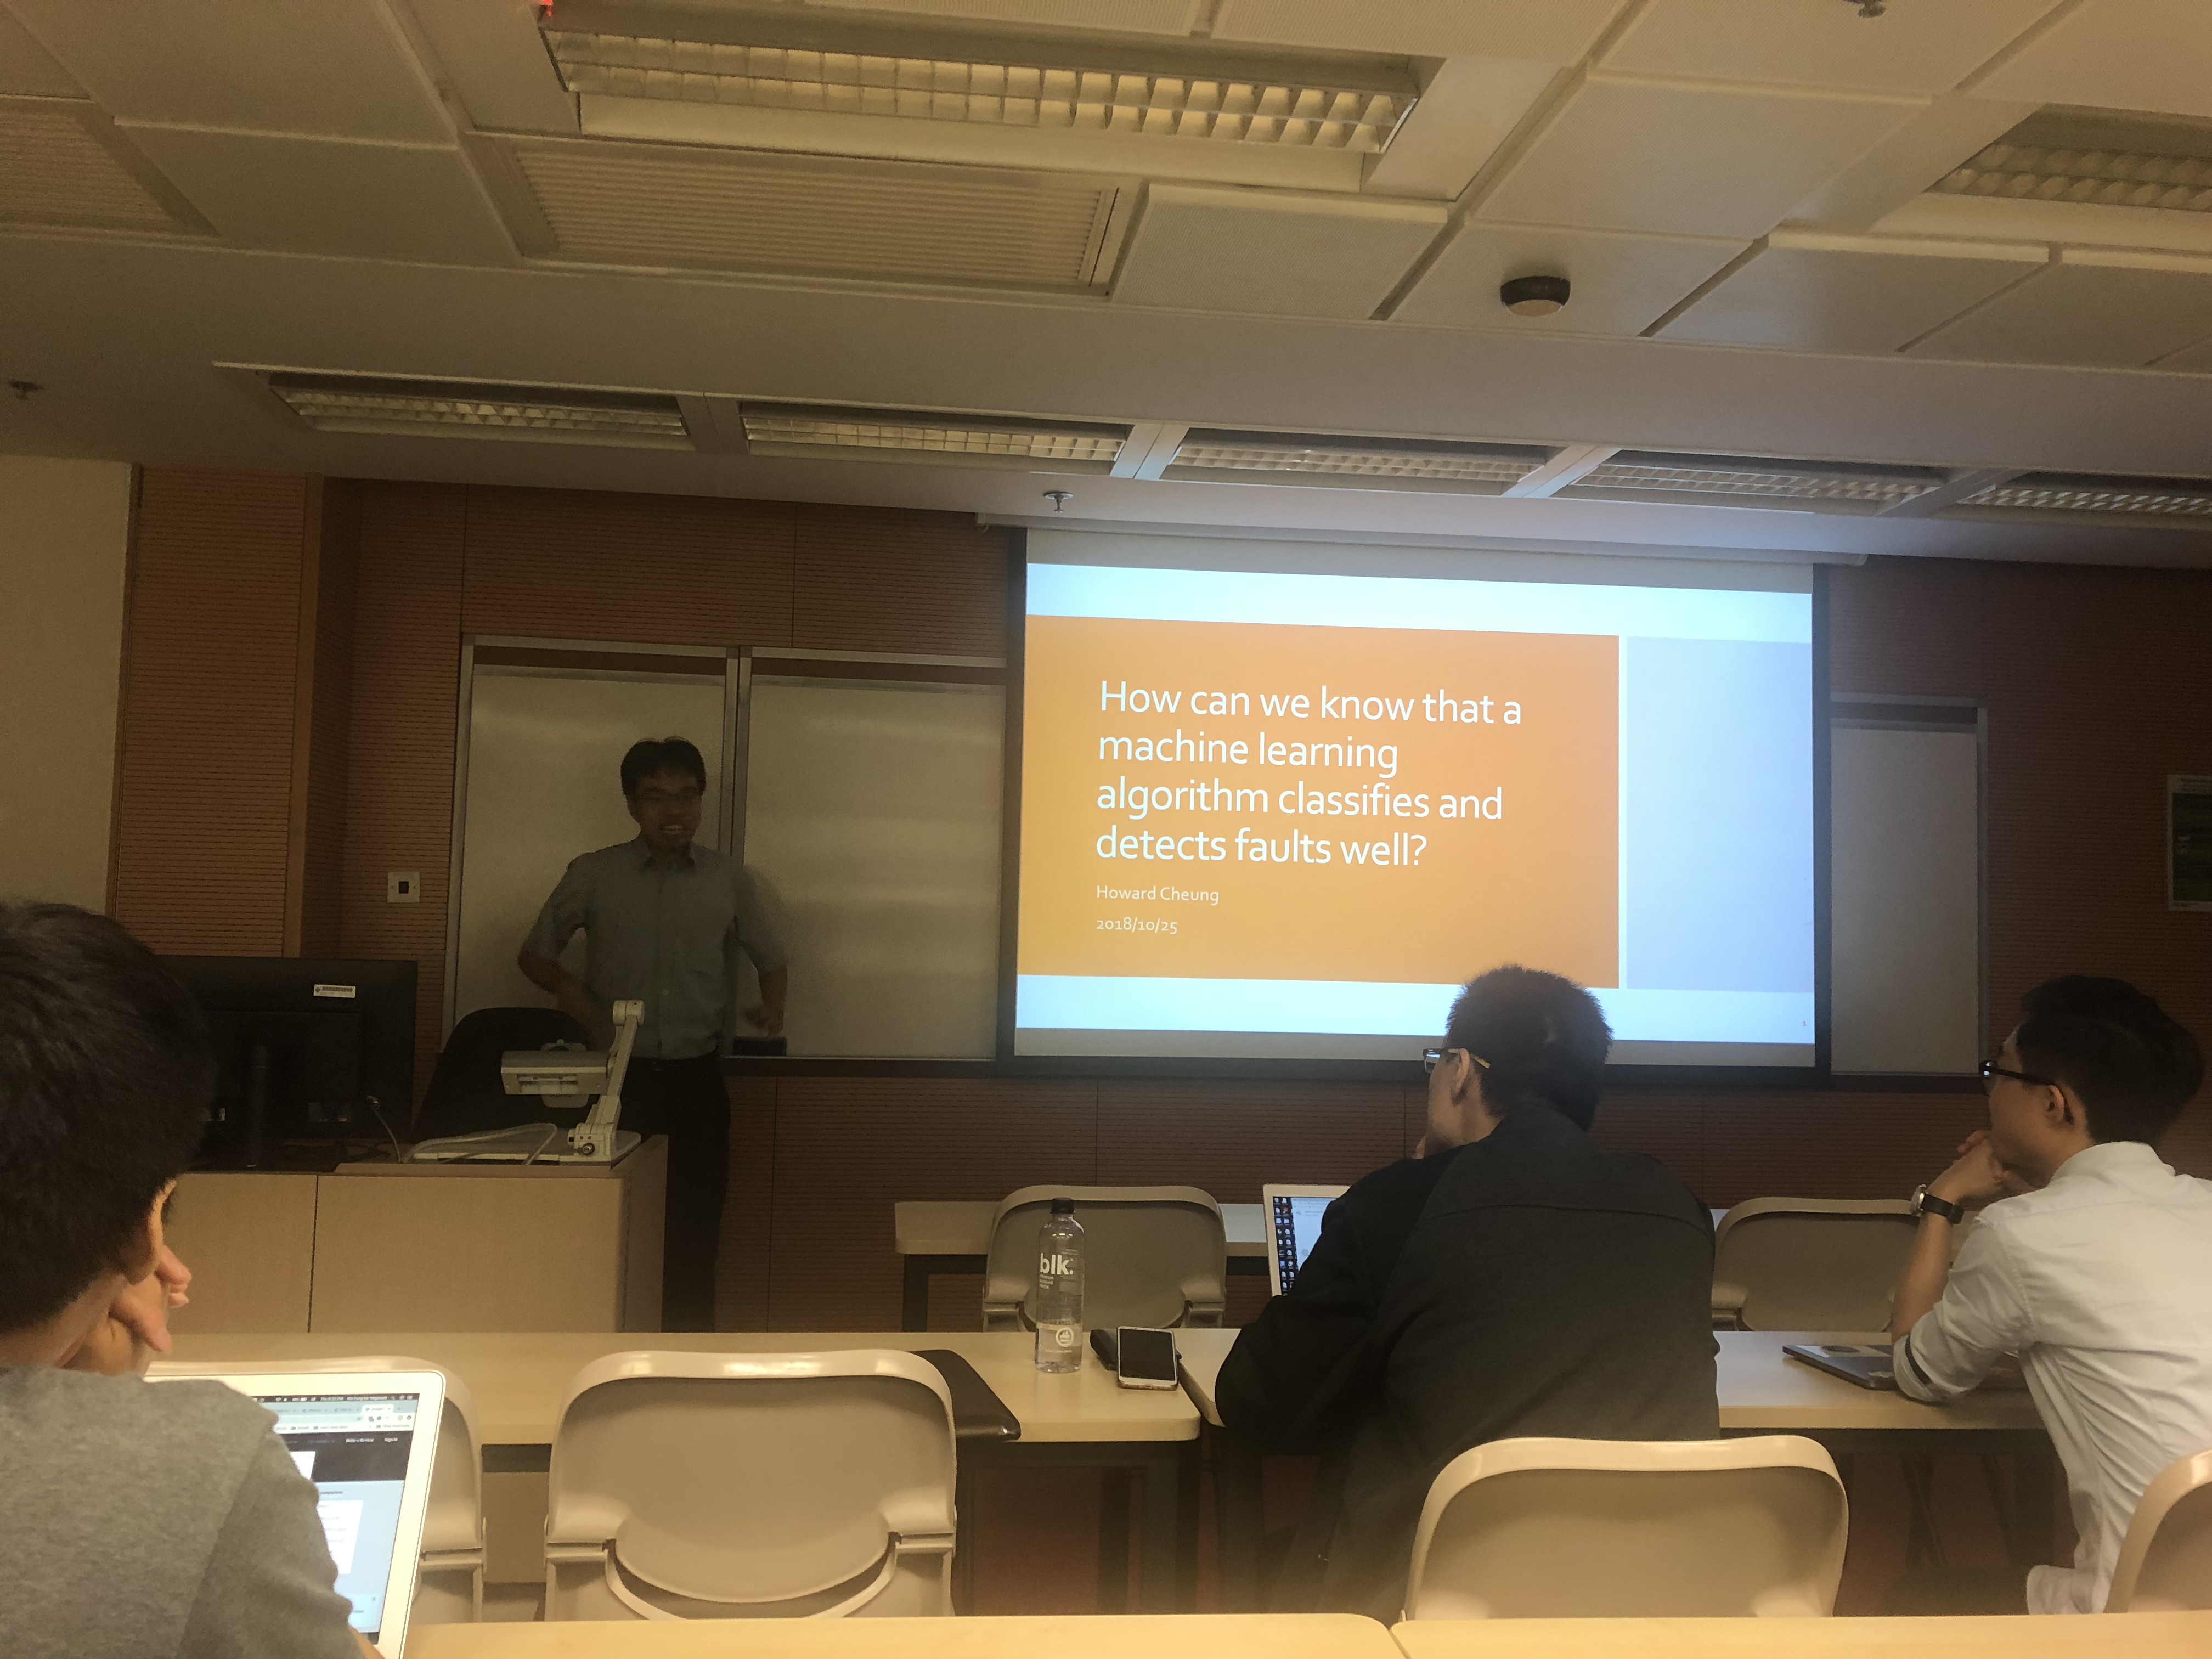 How can we know that a
machine learning
algorithm classifies and
detects faults well?
Howard Cheung
2018/10/25
blk.